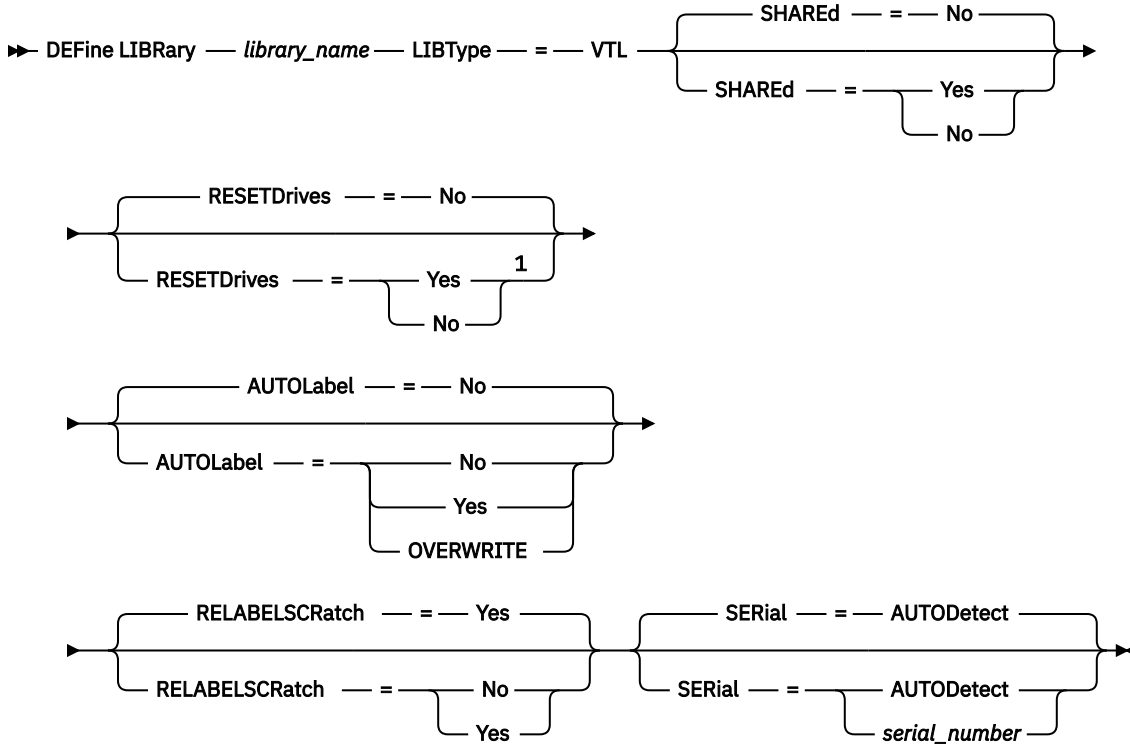 SHAREd = No
DEFine LIBRary library_name LIBType = VTL
SHAREd = Yes
No
RESETDrives = No
RESETDrives = Yes 1
No
AUTOLabel = No
AUTOLabel = No
Yes
OVERWRITE
RELABELSCRatch = Yes
SERial = AUTODetect
RELABELSCRatch = No
Yes
SERial = AUTODetect
serial_number